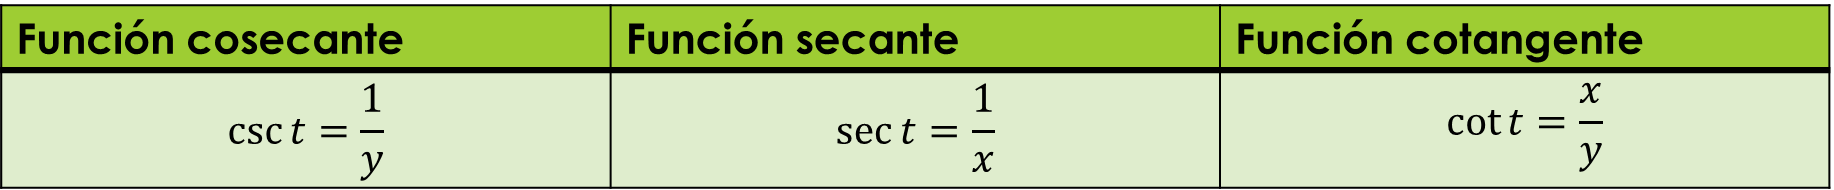 Función cosecante
Función secante
Función cotangente
csc t = 1/y
sec t = 1/x
cot t = x/y